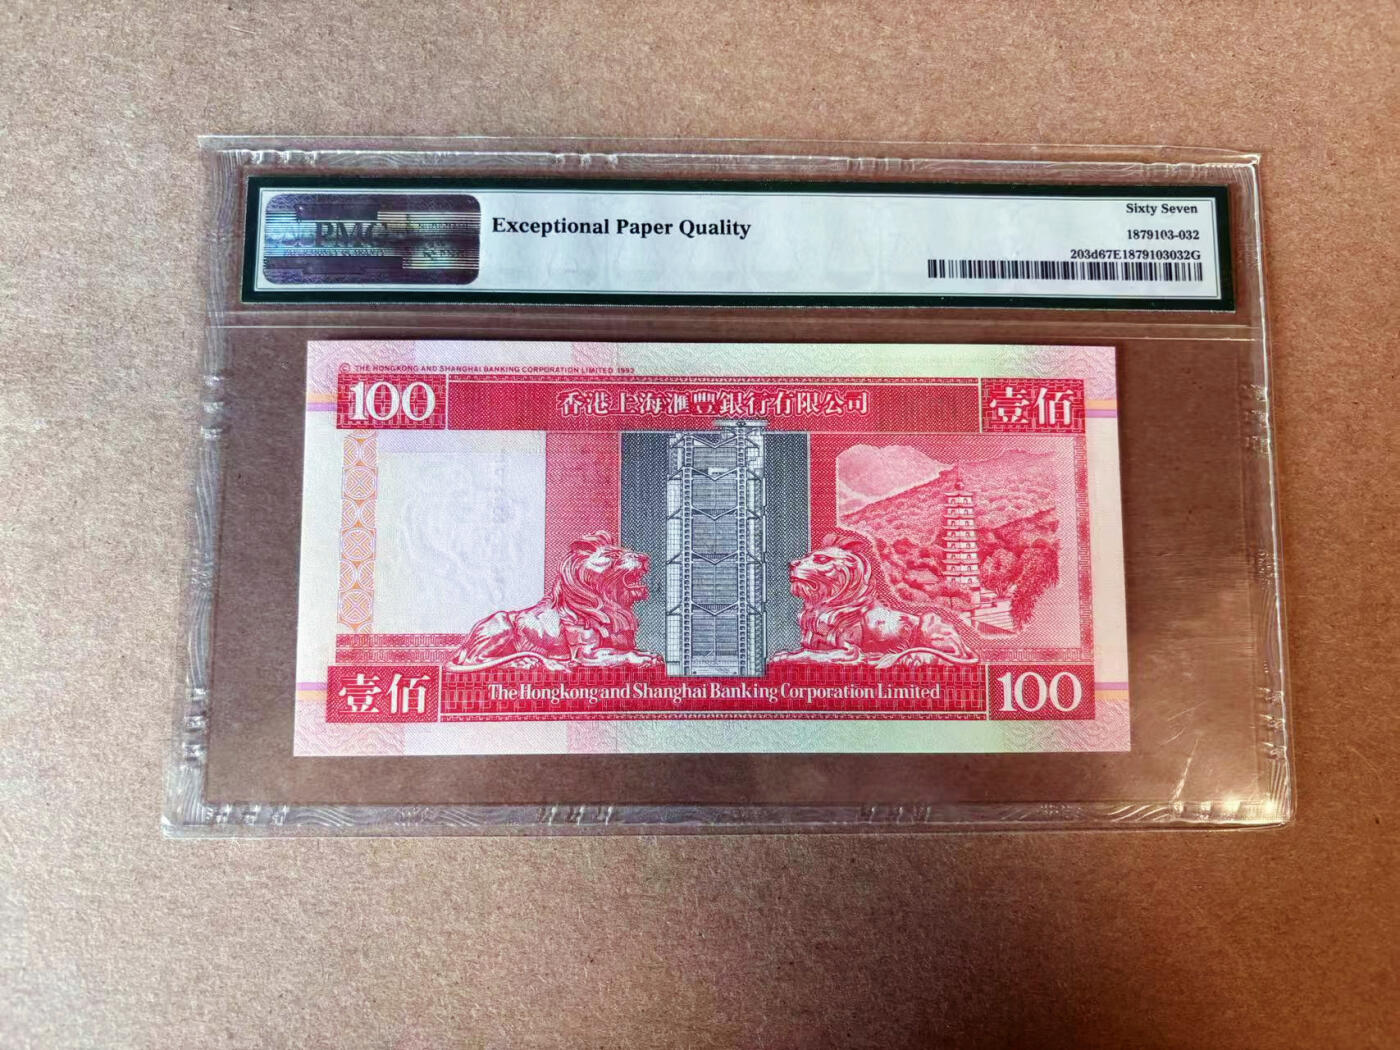 PMG
Exceptional Paper Quality
Sixty Seven
1879103-032
203d67E1879103032G
© THE HONGKONG AND SHANGHAI BANKING CORPORATION LIMITED 1993
100
香港上海滙豐銀行有限公司
壹佰
壹佰
The Hongkong and Shanghai Banking Corporation Limited
100